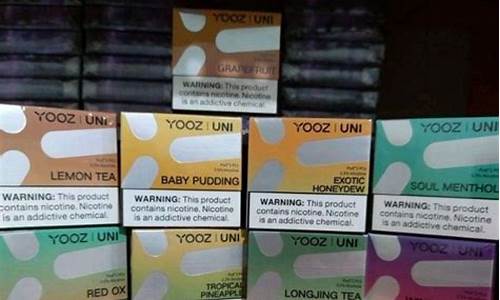 YOOZ | UNI
GRAPEFRUIT
WARNING: This product
contains nicotine. Nicotine
is an addictive chemical.
YOOZ | UNI
LEMON TEA
WARNING: This product
contains nicotine. Nicotine
is an addictive chemical.
YOOZ | UNI
BABY PUDDING
WARNING: This product
contains nicotine. Nicotine
is an addictive chemical.
YOOZ | UNI
EXOTIC
HONEYDEW
WARNING: This product
contains nicotine. Nicotine
is an addictive chemical.
YOOZ | UNI
SOUL MENTHOL
WARNING: This product
contains nicotine. Nicotine
is an addictive chemical.
YOOZ | UNI
RED OX
YOOZ | UNI
TROPICAL
PINEAPPLE
YOOZ | UNI
LONGJING TEA
YOOZ | UNI